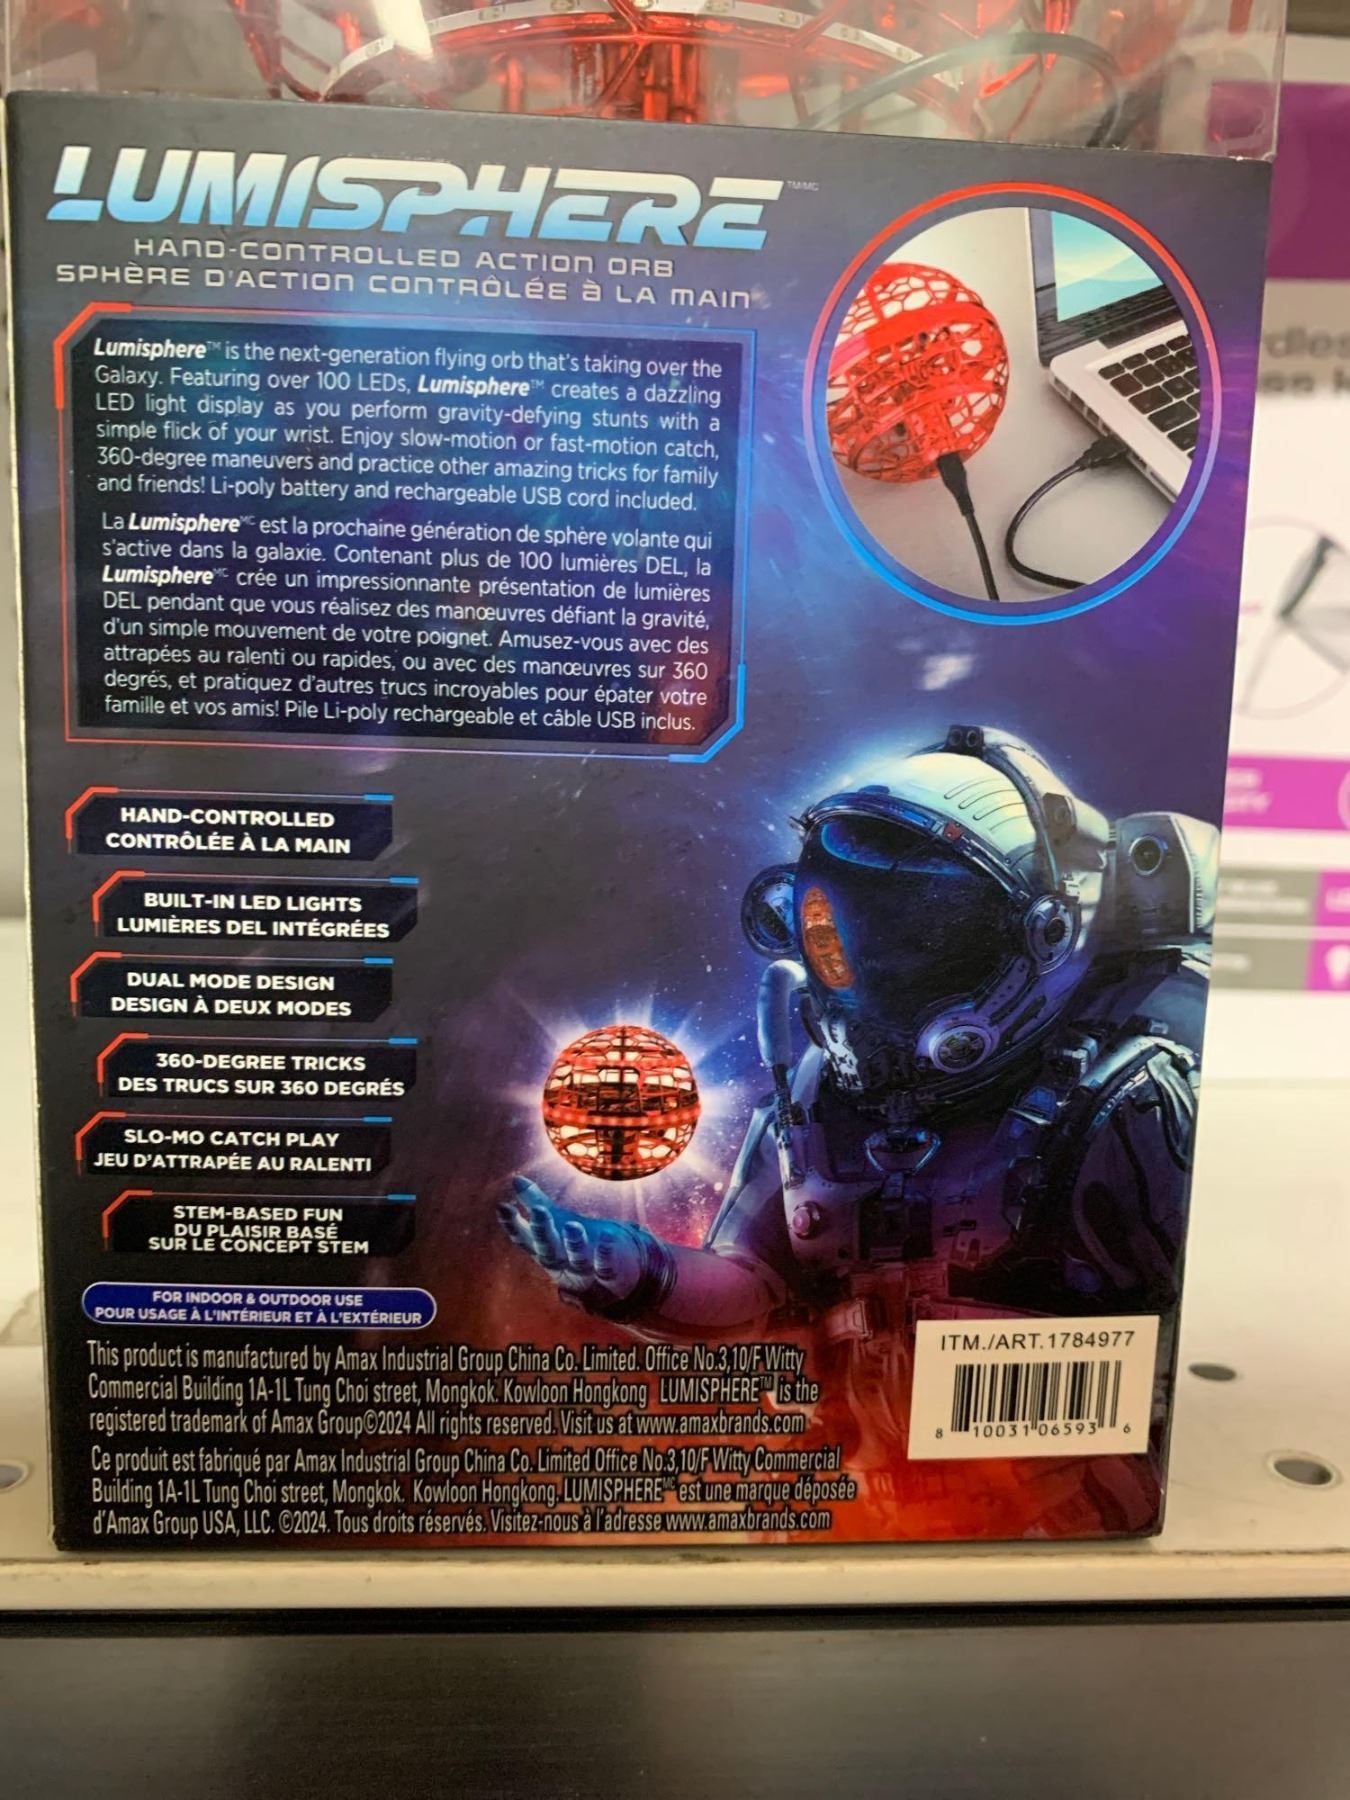 LUMISPHERE TM/MC
HAND-CONTROLLED ACTION ORB
SPHÈRE D'ACTION CONTRÔLÉE À LA MAIN
Lumisphere™ is the next-generation flying orb that's taking over the
Galaxy. Featuring over 100 LEDs, Lumisphere™ creates a dazzling
LED light display as you perform gravity-defying stunts with a
simple flick of your wrist. Enjoy slow-motion or fast-motion catch,
360-degree maneuvers and practice other amazing tricks for family
and friends! Li-poly battery and rechargeable USB cord included.
La Lumisphere MC est la prochaine génération de sphère volante qui
s'active dans la galaxie. Contenant plus de 100 lumières DEL, la
Lumisphere MC crée un impressionnante présentation de lumières
DEL pendant que vous réalisez des manœuvres défiant la gravité,
d'un simple mouvement de votre poignet. Amusez-vous avec des
attrapées au ralenti ou rapides, ou avec des manœuvres sur 360
degrés, et pratiquez d'autres trucs incroyables pour épater votre
famille et vos amis! Pile Li-poly rechargeable et câble USB inclus.
HAND-CONTROLLED
CONTRÔLÉE À LA MAIN
BUILT-IN LED LIGHTS
LUMIÈRES DEL INTÉGRÉES
DUAL MODE DESIGN
DESIGN À DEUX MODES
360-DEGREE TRICKS
DES TRUCS SUR 360 DEGRÉS
SLO-MO CATCH PLAY
JEU D'ATTRAPÉE AU RALENTI
STEM-BASED FUN
DU PLAISIR BASÉ
SUR LE CONCEPT STEM
FOR INDOOR & OUTDOOR USE
POUR USAGE À L'INTÉRIEUR ET À L'EXTÉRIEUR
This product is manufactured by Amax Industrial Group China Co. Limited. Office No.3,10/F Witty
Commercial Building 1A-1L Tung Choi street, Mongkok. Kowloon Hongkong LUMISPHERE™ is the
registered trademark of Amax Group©2024 All rights reserved. Visit us at www.amaxbrands.com
Ce produit est fabriqué par Amax Industrial Group China Co. Limited Office No.3,10/F Witty Commercial
Building 1A-1L Tung Choi street, Mongkok. Kowloon Hongkong. LUMISPHERE MC est une marque déposée
d'Amax Group USA, LLC. ©2024. Tous droits réservés. Visitez-nous à l'adresse www.amaxbrands.com
ITM./ART.1784977
8 10031 06593 6